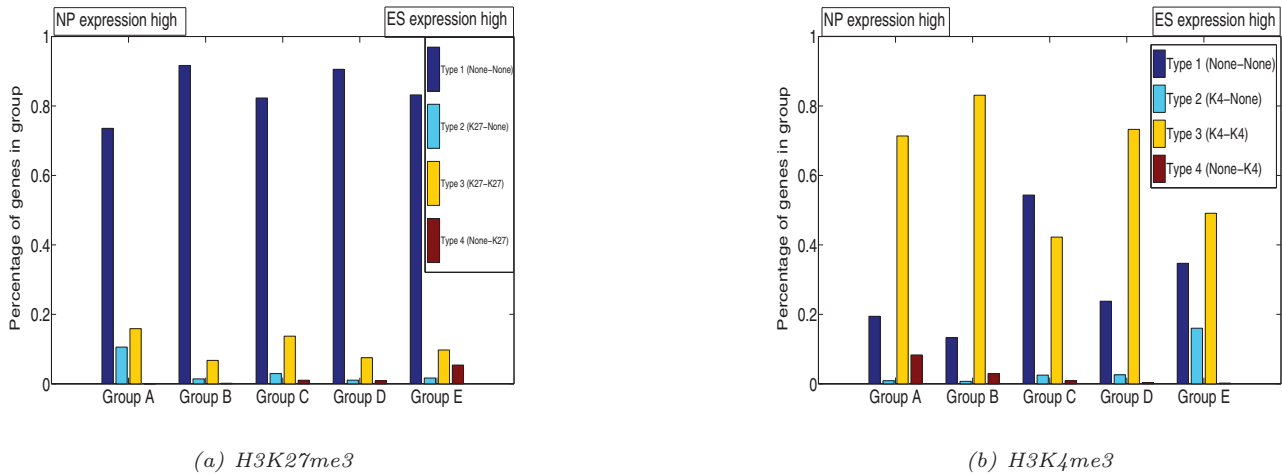 NP expression high
ES expression high
Percentage of genes in group
1
0.8
0.6
0.4
0.2
0
Type 1 (None−None)
Type 2 (K27−None)
Type 3 (K27−K27)
Type 4 (None−K27)
Group A
Group B
Group C
Group D
Group E
(a) H3K27me3
NP expression high
ES expression high
Percentage of genes in group
1
0.8
0.6
0.4
0.2
0
Type 1 (None−None)
Type 2 (K4−None)
Type 3 (K4−K4)
Type 4 (None−K4)
Group A
Group B
Group C
Group D
Group E
(b) H3K4me3